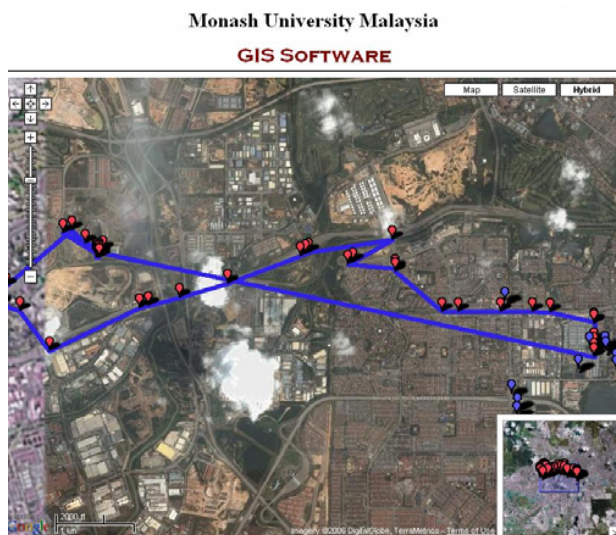 Monash University Malaysia
GIS Software
Map Satellite Hybrid
Google
2000 ft
1 km
Imagery ©2006 DigitalGlobe, TerraMetrics - Terms of Use